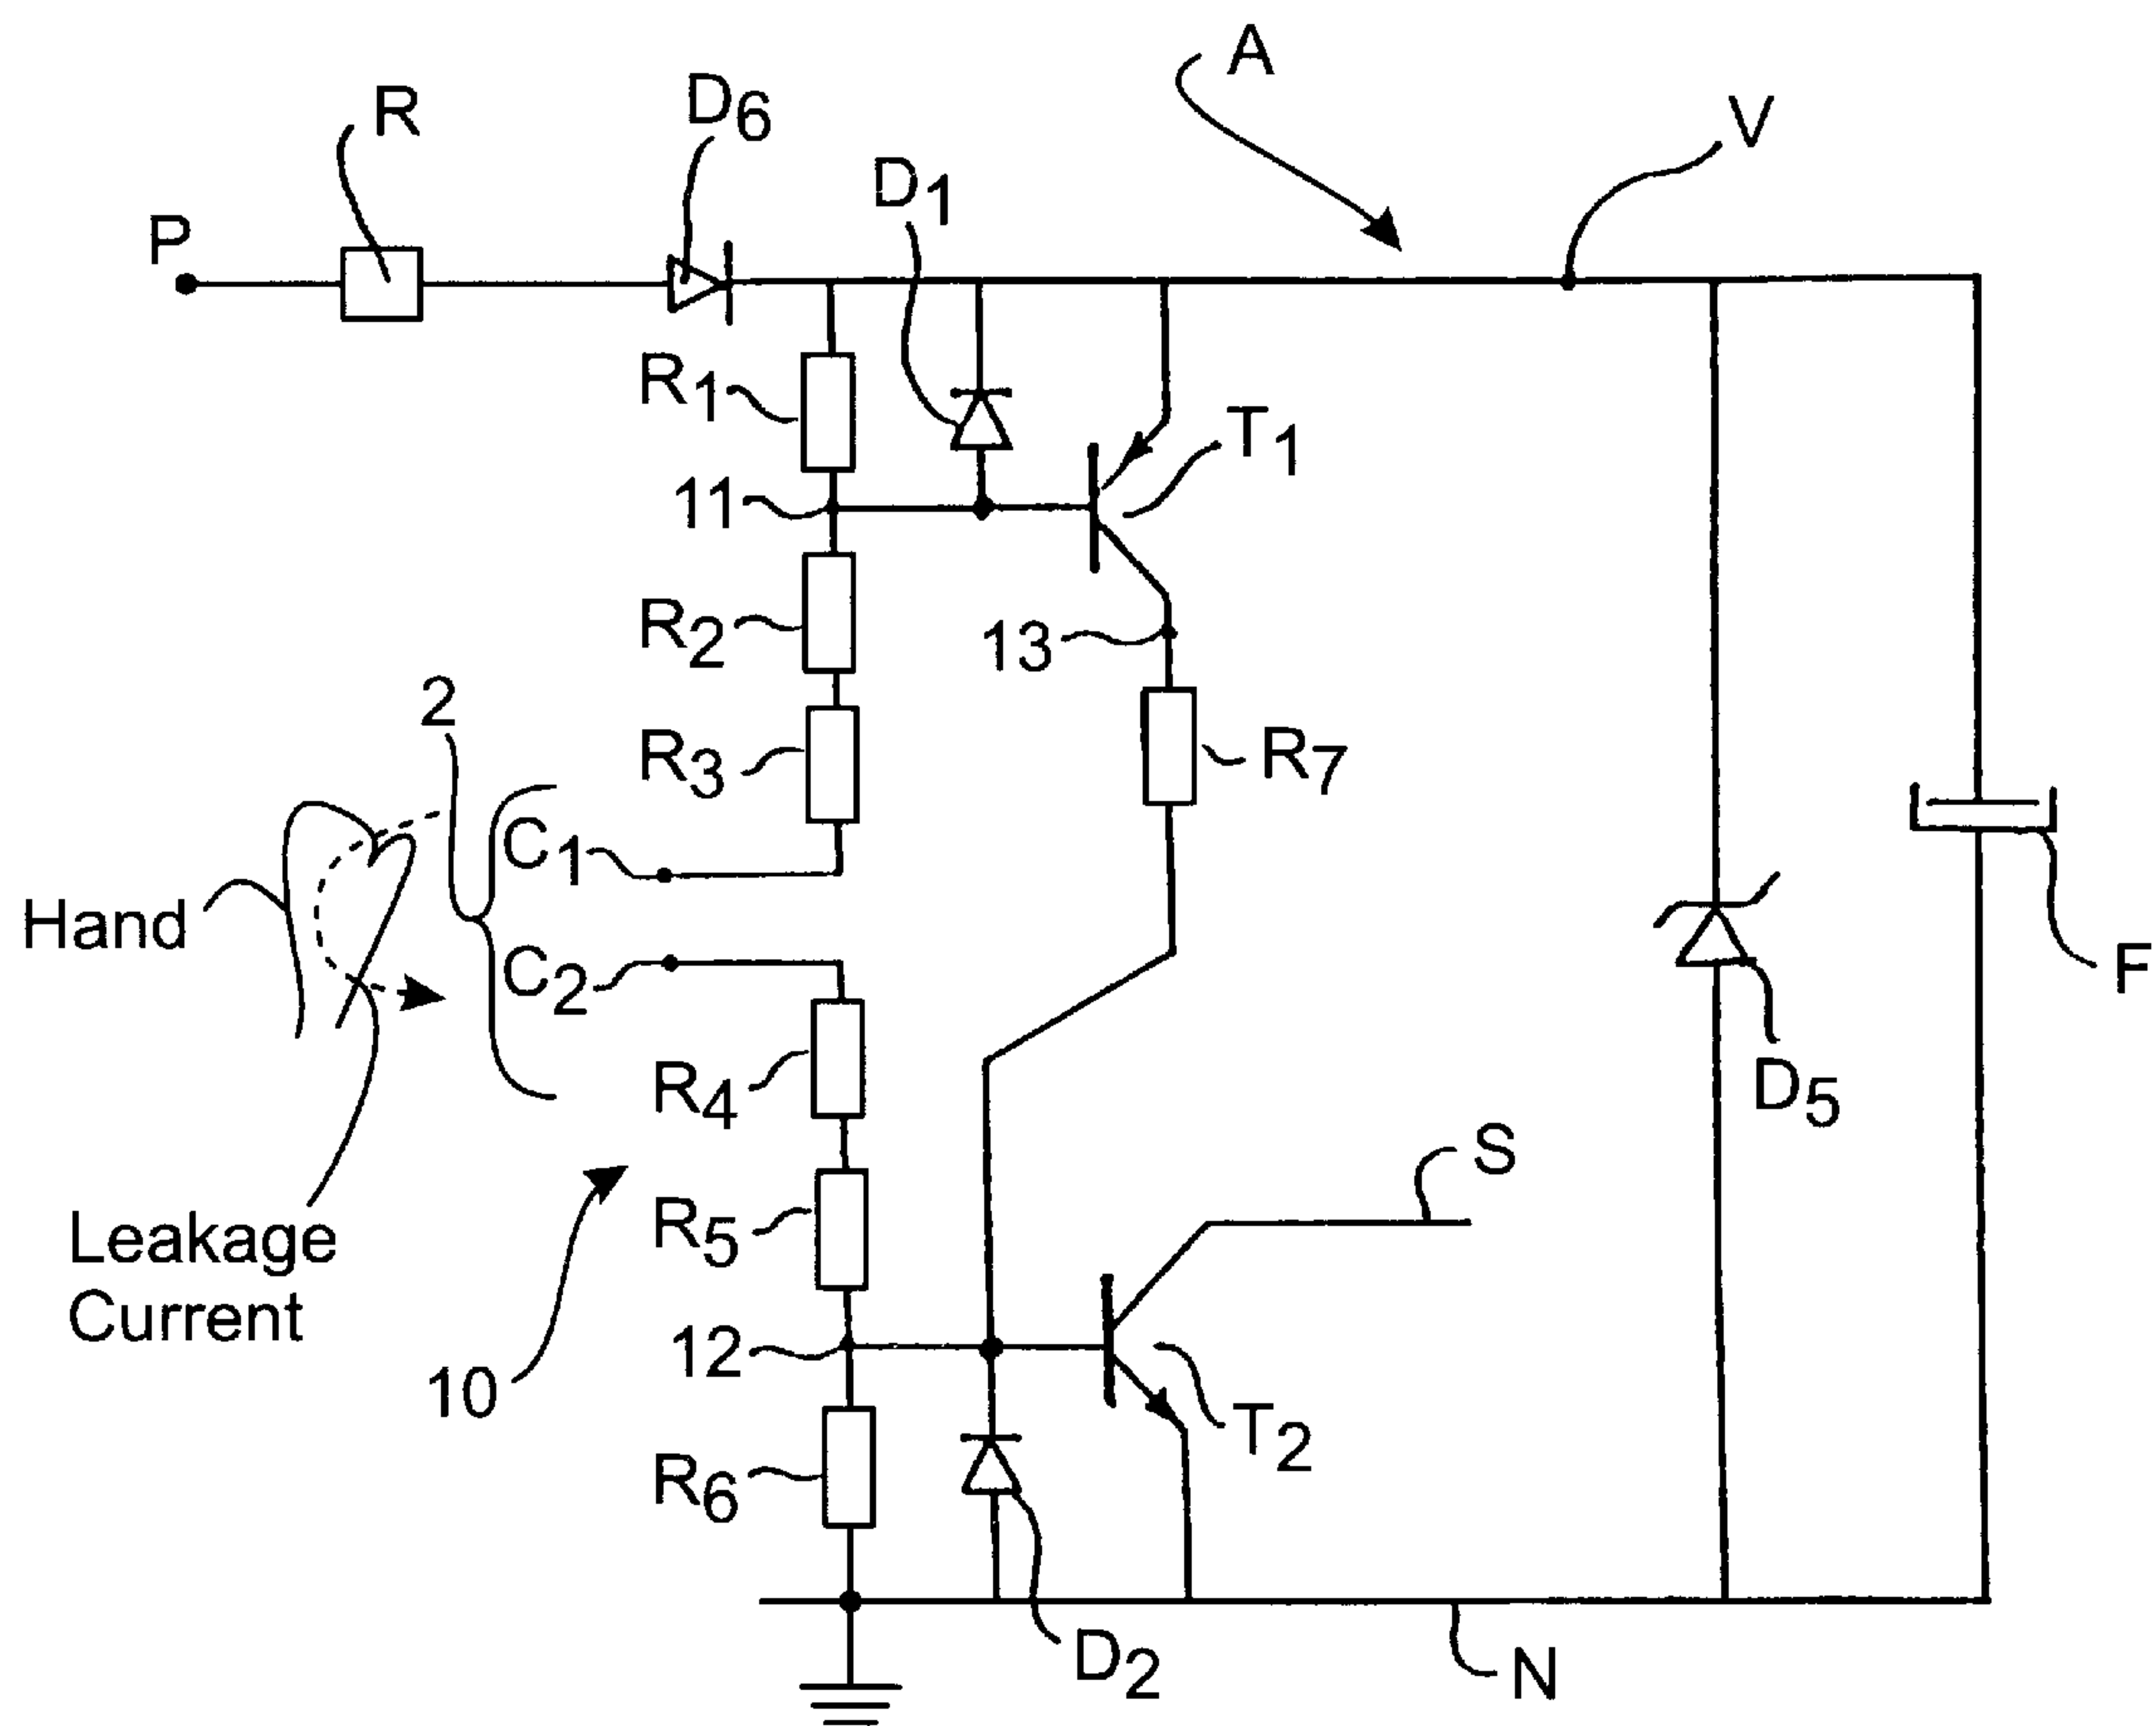 A
R
D6
V
D1
P
R1
T1
11
R2
13
2
R3
R7
C1
Hand
C2
F
R4
D5
S
R5
Leakage
Current
12
10
T2
R6
D2
N